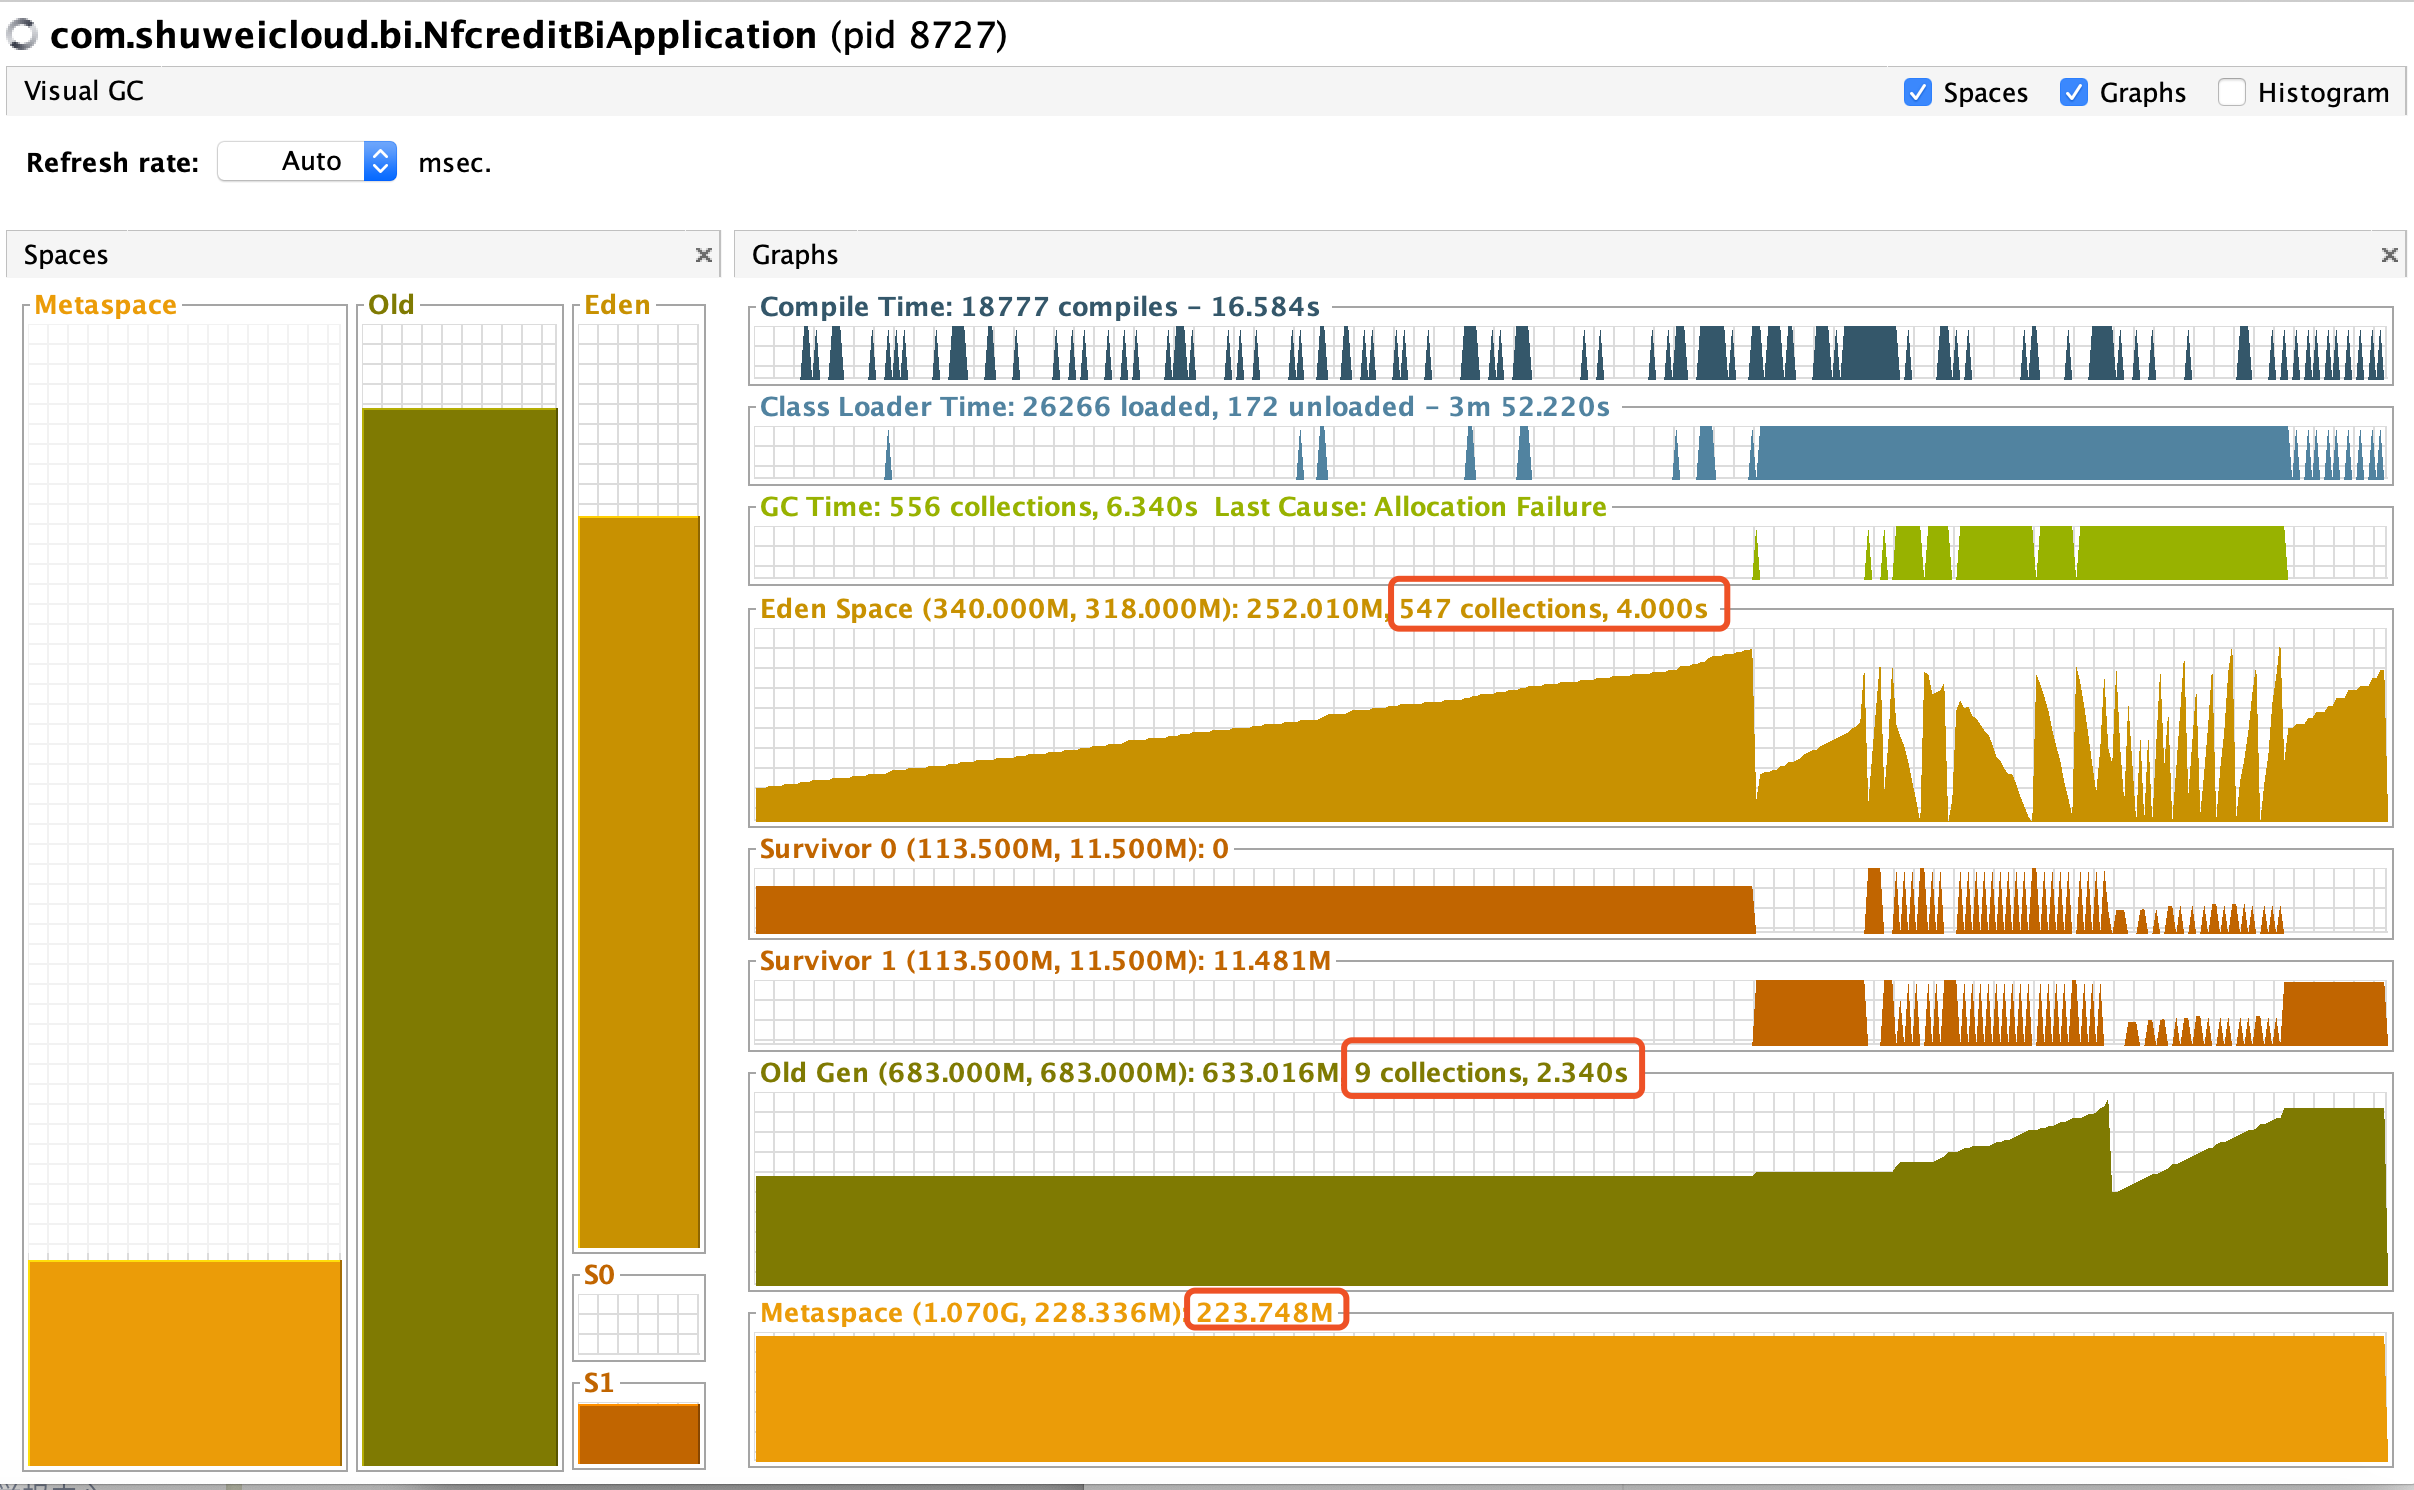 com.shuweicloud.bi.NfcreditBiApplication (pid 8727)
Visual GC
Spaces
Graphs
Histogram
Refresh rate: Auto msec.
Spaces
Graphs
Metaspace
Old
Eden
S0
S1
Compile Time: 18777 compiles - 16.584s
Class Loader Time: 26266 loaded, 172 unloaded - 3m 52.220s
GC Time: 556 collections, 6.340s Last Cause: Allocation Failure
Eden Space (340.000M, 318.000M): 252.010M, 547 collections, 4.000s
Survivor 0 (113.500M, 11.500M): 0
Survivor 1 (113.500M, 11.500M): 11.481M
Old Gen (683.000M, 683.000M): 633.016M 9 collections, 2.340s
Metaspace (1.070G, 228.336M): 223.748M